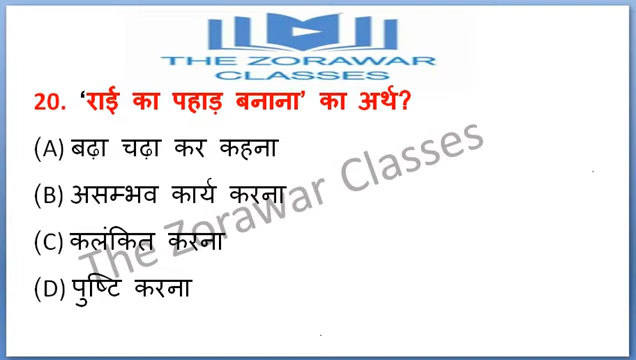 THE ZORAWAR
CLASSES
20. ‘राई का पहाड़ बनाना’ का अर्थ?
(A) बढ़ा चढ़ा कर कहना
(B) असम्भव कार्य करना
(C) कलंकित करना
(D) पुष्टि करना
The Zorawar Classes